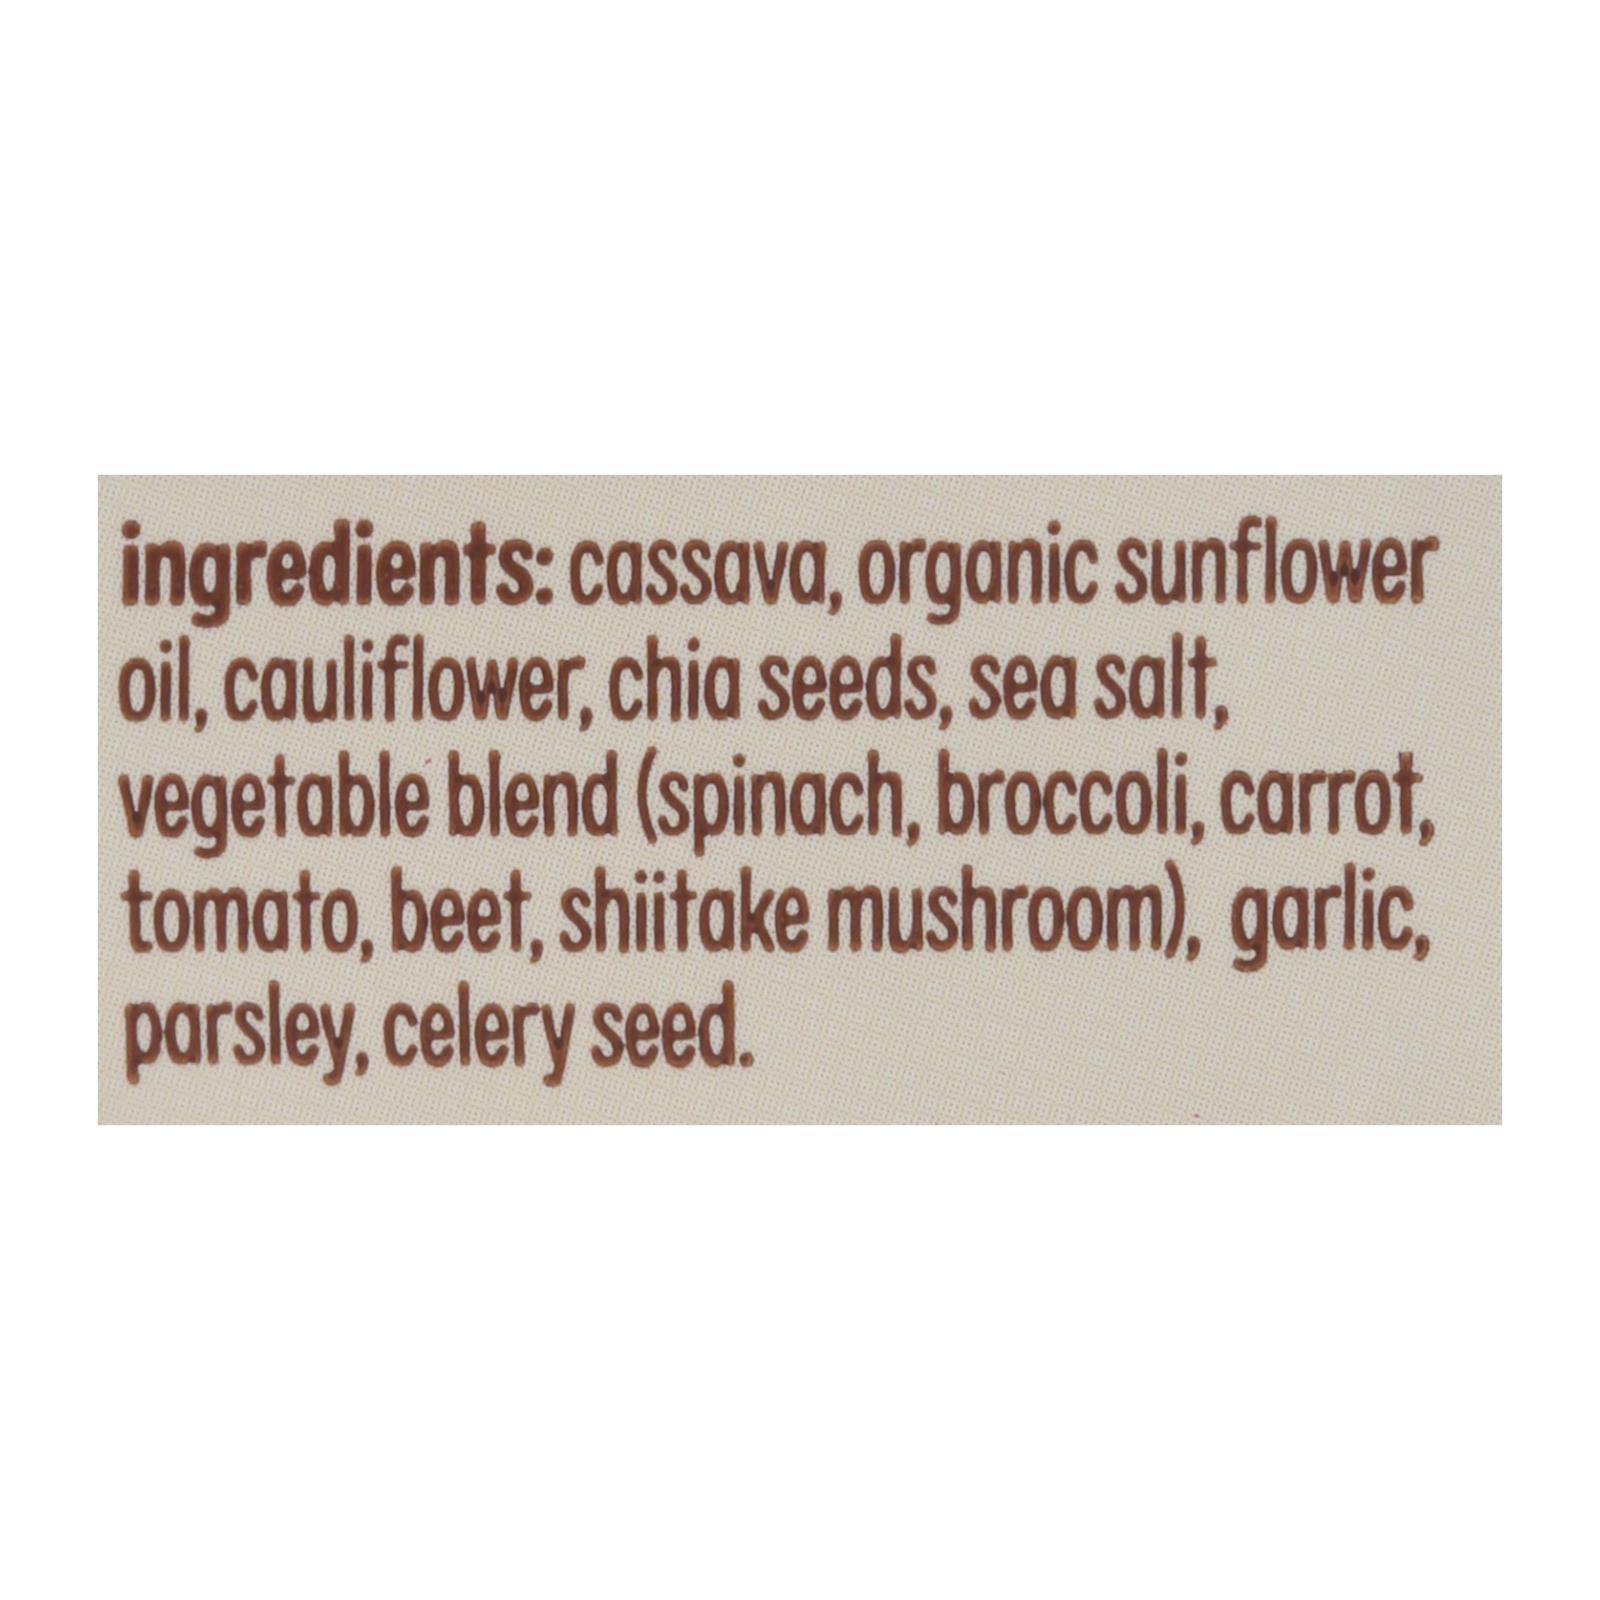 ingredients: cassava, organic sunflower
oil, cauliflower, chia seeds, sea salt,
vegetable blend (spinach, broccoli, carrot,
tomato, beet, shiitake mushroom), garlic,
parsley, celery seed.